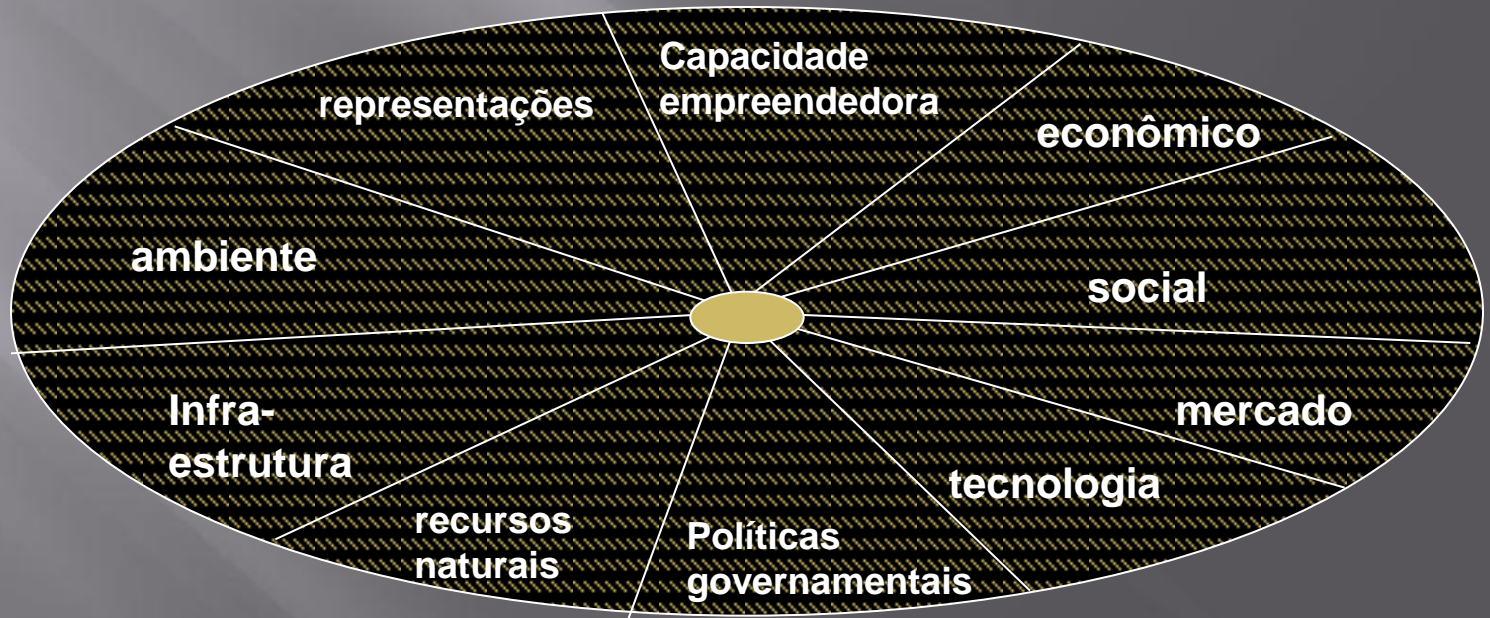 Capacidade
empreendedora
representações
econômico
ambiente
social
Infra-
estrutura
mercado
tecnologia
recursos
naturais
Políticas
governamentais